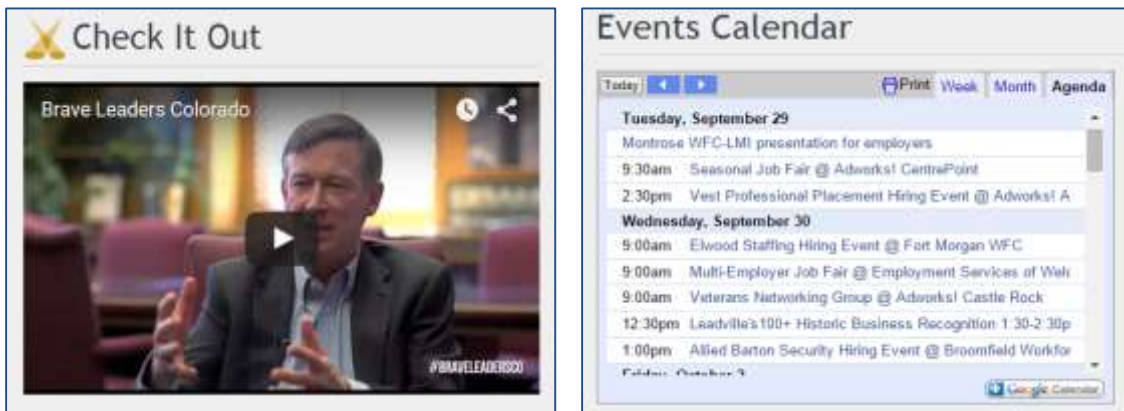 Check It Out
Brave Leaders Colorado
#BRAVELEADERSCO
Events Calendar
Today Print Week Month Agenda
Tuesday, September 29
Montrose WFC-LMI presentation for employers
9:30am Seasonal Job Fair @ Adworks! CentrePoint
2:30pm Vest Professional Placement Hiring Event @ Adworks! A
Wednesday, September 30
9:00am Elwood Staffing Hiring Event @ Fort Morgan WFC
9:00am Multi-Employer Job Fair @ Employment Services of Welc
9:00am Veterans Networking Group @ Adworks! Castle Rock
12:30pm Leadville's 100+ Historic Business Recognition 1:30-2:30p
1:00pm Allied Barton Security Hiring Event @ Broomfield Workfor
Friday, October
Google Calendar